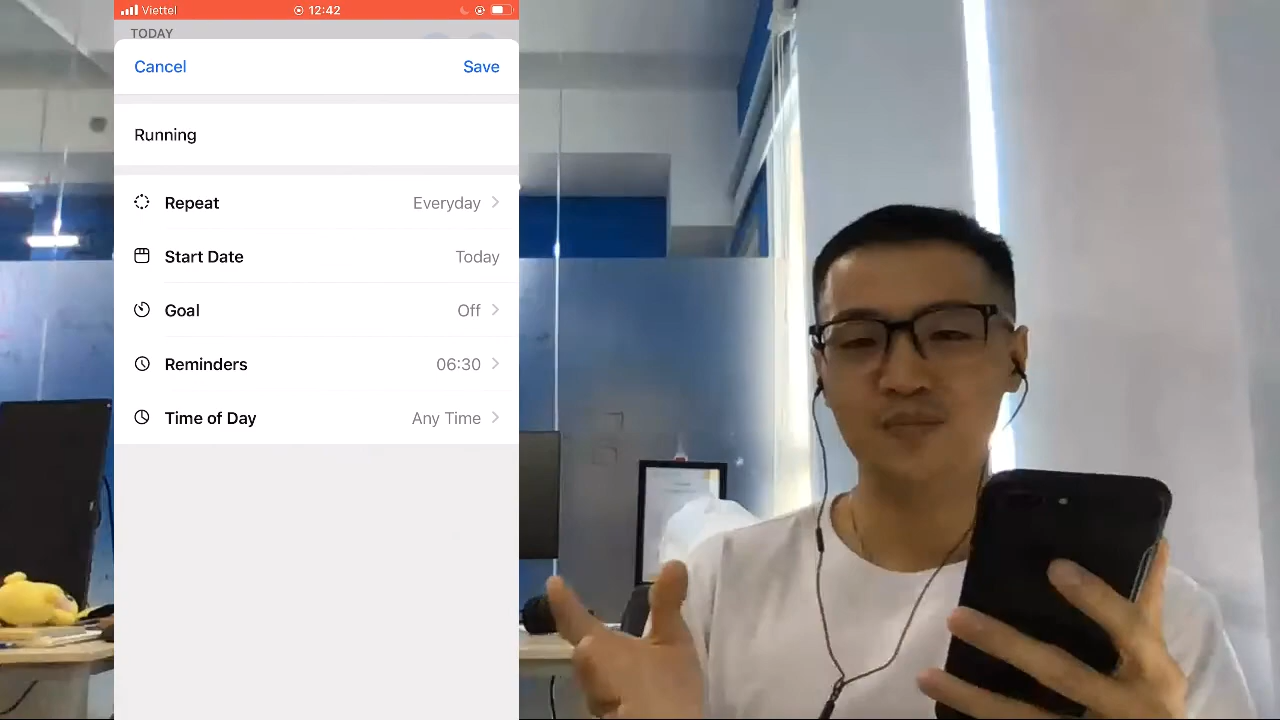 Viettel 12:42
TODAY
Cancel Save
Running
Repeat Everyday
Start Date Today
Goal Off
Reminders 06:30
Time of Day Any Time